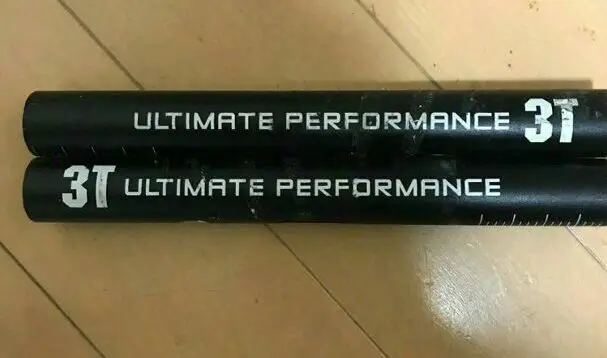 ULTIMATE PERFORMANCE 3T
3T ULTIMATE PERFORMANCE